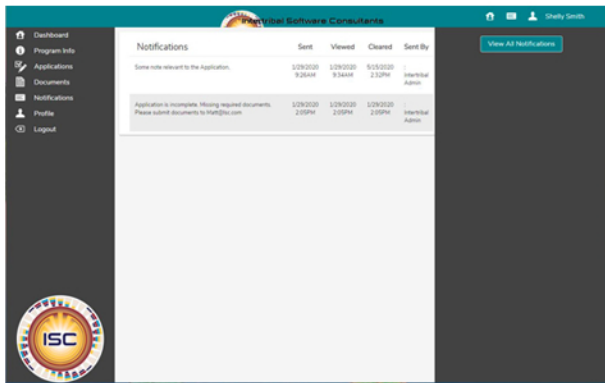 Intertribal Software Consultants
Shelly Smith
Dashboard
Program Info
Applications
Documents
Notifications
Profile
Logout
Notifications Sent Viewed Cleared Sent By
Some note relevant to the Application. 1/29/2020 1/29/2020 5/15/2020 :
9:26AM 9:34AM 2:32PM Intertribal
Admin
Application is incomplete. Missing required documents. 1/29/2020 1/29/2020 1/29/2020 :
Please submit documents to Matt@isc.com 2:05PM 2:05PM 2:05PM Intertribal
Admin
View All Notifications
ISC